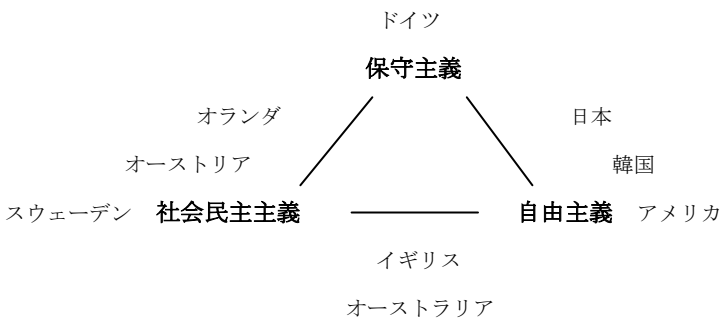 ドイツ
保守主義
オランダ 日本
オーストリア 韓国
スウェーデン 社会民主主義 自由主義 アメリカ
イギリス
オーストラリア